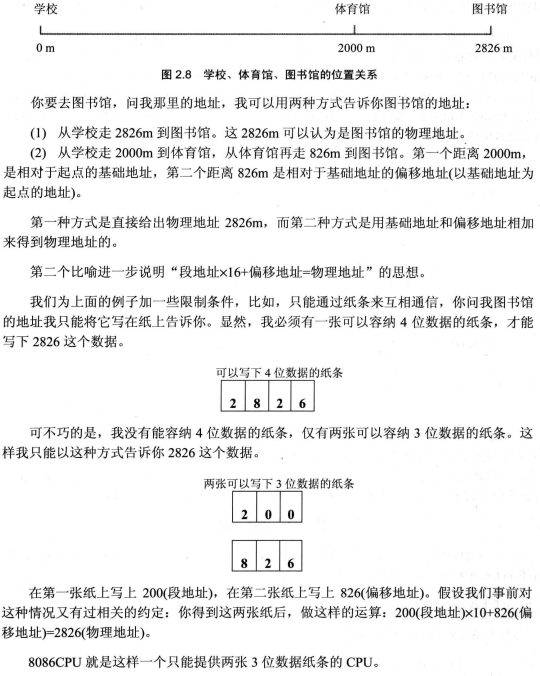 学校 体育馆 图书馆
0 m 2000 m 2826 m
图 2.8 学校、体育馆、图书馆的位置关系
你要去图书馆，问我那里的地址，我可以用两种方式告诉你图书馆的地址：
(1) 从学校走 2826m 到图书馆。这 2826m 可以认为是图书馆的物理地址。
(2) 从学校走 2000m 到体育馆，从体育馆再走 826m 到图书馆。第一个距离 2000m，
是相对于起点的基础地址，第二个距离 826m 是相对于基础地址的偏移地址(以基础地址为
起点的地址)。
第一种方式是直接给出物理地址 2826m，而第二种方式是用基础地址和偏移地址相加
来得到物理地址的。
第二个比喻进一步说明“段地址×16+偏移地址=物理地址”的思想。
我们为上面的例子加一些限制条件，比如，只能通过纸条来互相通信，你问我图书馆
的地址我只能将它写在纸上告诉你。显然，我必须有一张可以容纳 4 位数据的纸条，才能
写下 2826 这个数据。
可以写下 4 位数据的纸条
2 8 2 6
可不巧的是，我没有能容纳 4 位数据的纸条，仅有两张可以容纳 3 位数据的纸条。这
样我只能以这种方式告诉你 2826 这个数据。
两张可以写下 3 位数据的纸条
2 0 0
8 2 6
在第一张纸上写上 200(段地址)，在第二张纸上写上 826(偏移地址)。假设我们事前对
这种情况又有过相关的约定：你得到这两张纸后，做这样的运算：200(段地址)×10+826(偏
移地址)=2826(物理地址)。
8086CPU 就是这样一个只能提供两张 3 位数据纸条的 CPU。